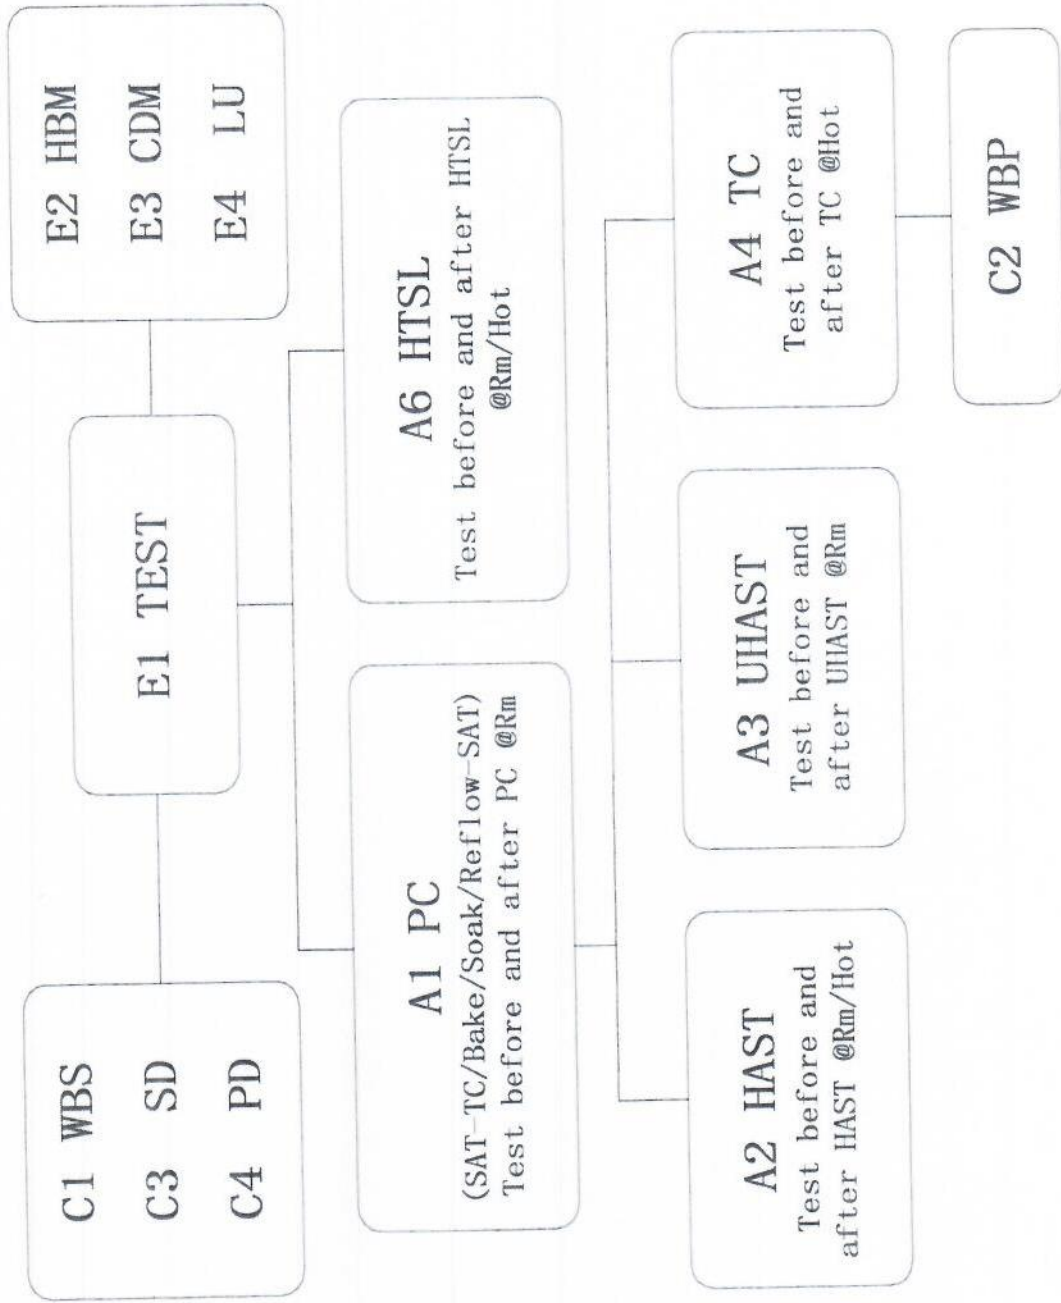 C1 WBS
C3 SD
C4 PD
E1 TEST
E2 HBM
E3 CDM
E4 LU
A1 PC
(SAT-TC/Bake/Soak/Reflow-SAT)
Test before and after PC @Rm
A6 HTSL
Test before and after HTSL
@Rm/Hot
A2 HAST
Test before and
after HAST @Rm/Hot
A3 UHAST
Test before and
after UHAST @Rm
A4 TC
Test before and
after TC @Hot
C2 WBP